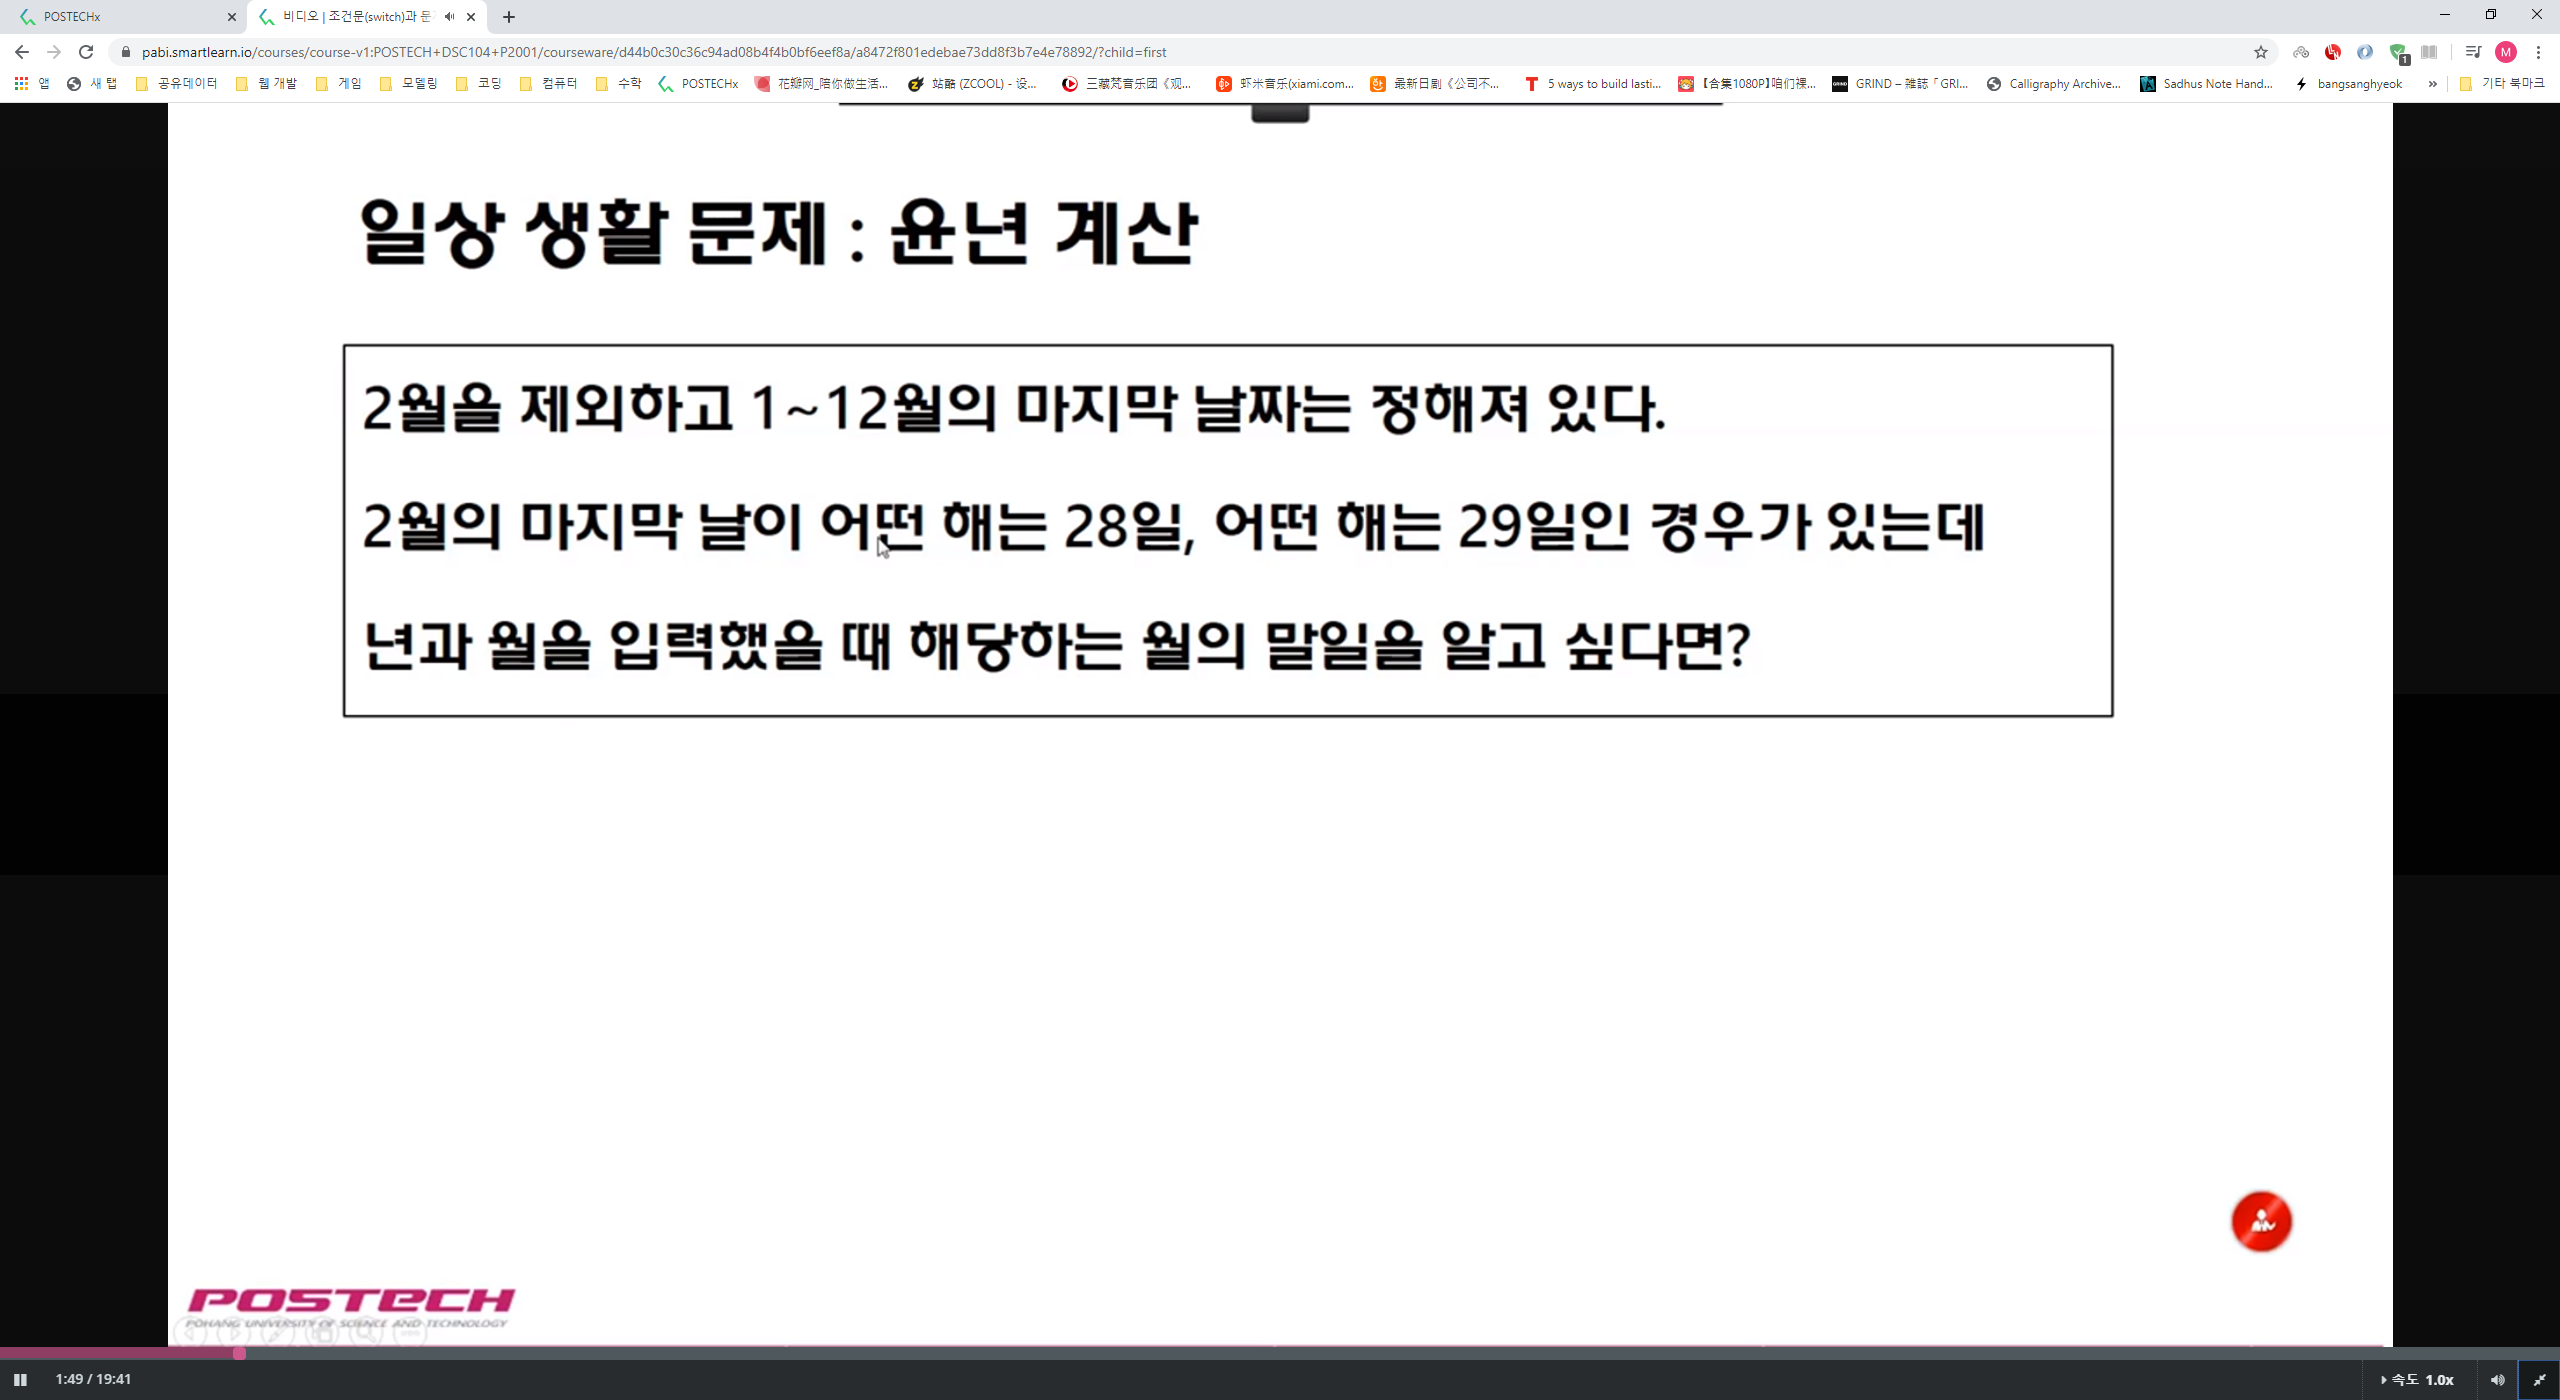 POSTECHx
비디오 | 조건문(switch)과 문
pabi.smartlearn.io/courses/course-v1:POSTECH+DSC104+P2001/courseware/d44b0c30c36c94ad08b4f4b0bf6eef8a/a8472f801edebae73dd8f3b7e4e78892/?child=first
1
M
앱 새 탭 공유데이터 웹 개발 게임 모델링 코딩 컴퓨터 수학 POSTECHx 花瓣网_陪你做生活... 站酷 (ZCOOL) - 设... 三藏梵音乐团《观... 虾米音乐(xiami.com... 最新日剧《公司不... 5 ways to build lasti... 【合集1080P】咱们裸... GRIND – 雑誌「GRI... Calligraphy Archive... Sadhus Note Hand... bangsanghyeok » 기타 북마크
일상 생활 문제 : 윤년 계산
2월을 제외하고 1~12월의 마지막 날짜는 정해져 있다.
2월의 마지막 날이 어떤 해는 28일, 어떤 해는 29일인 경우가 있는데
년과 월을 입력했을 때 해당하는 월의 말일을 알고 싶다면?
POSTECH
POHANG UNIVERSITY OF SCIENCE AND TECHNOLOGY
1:49 / 19:41
속도 1.0x